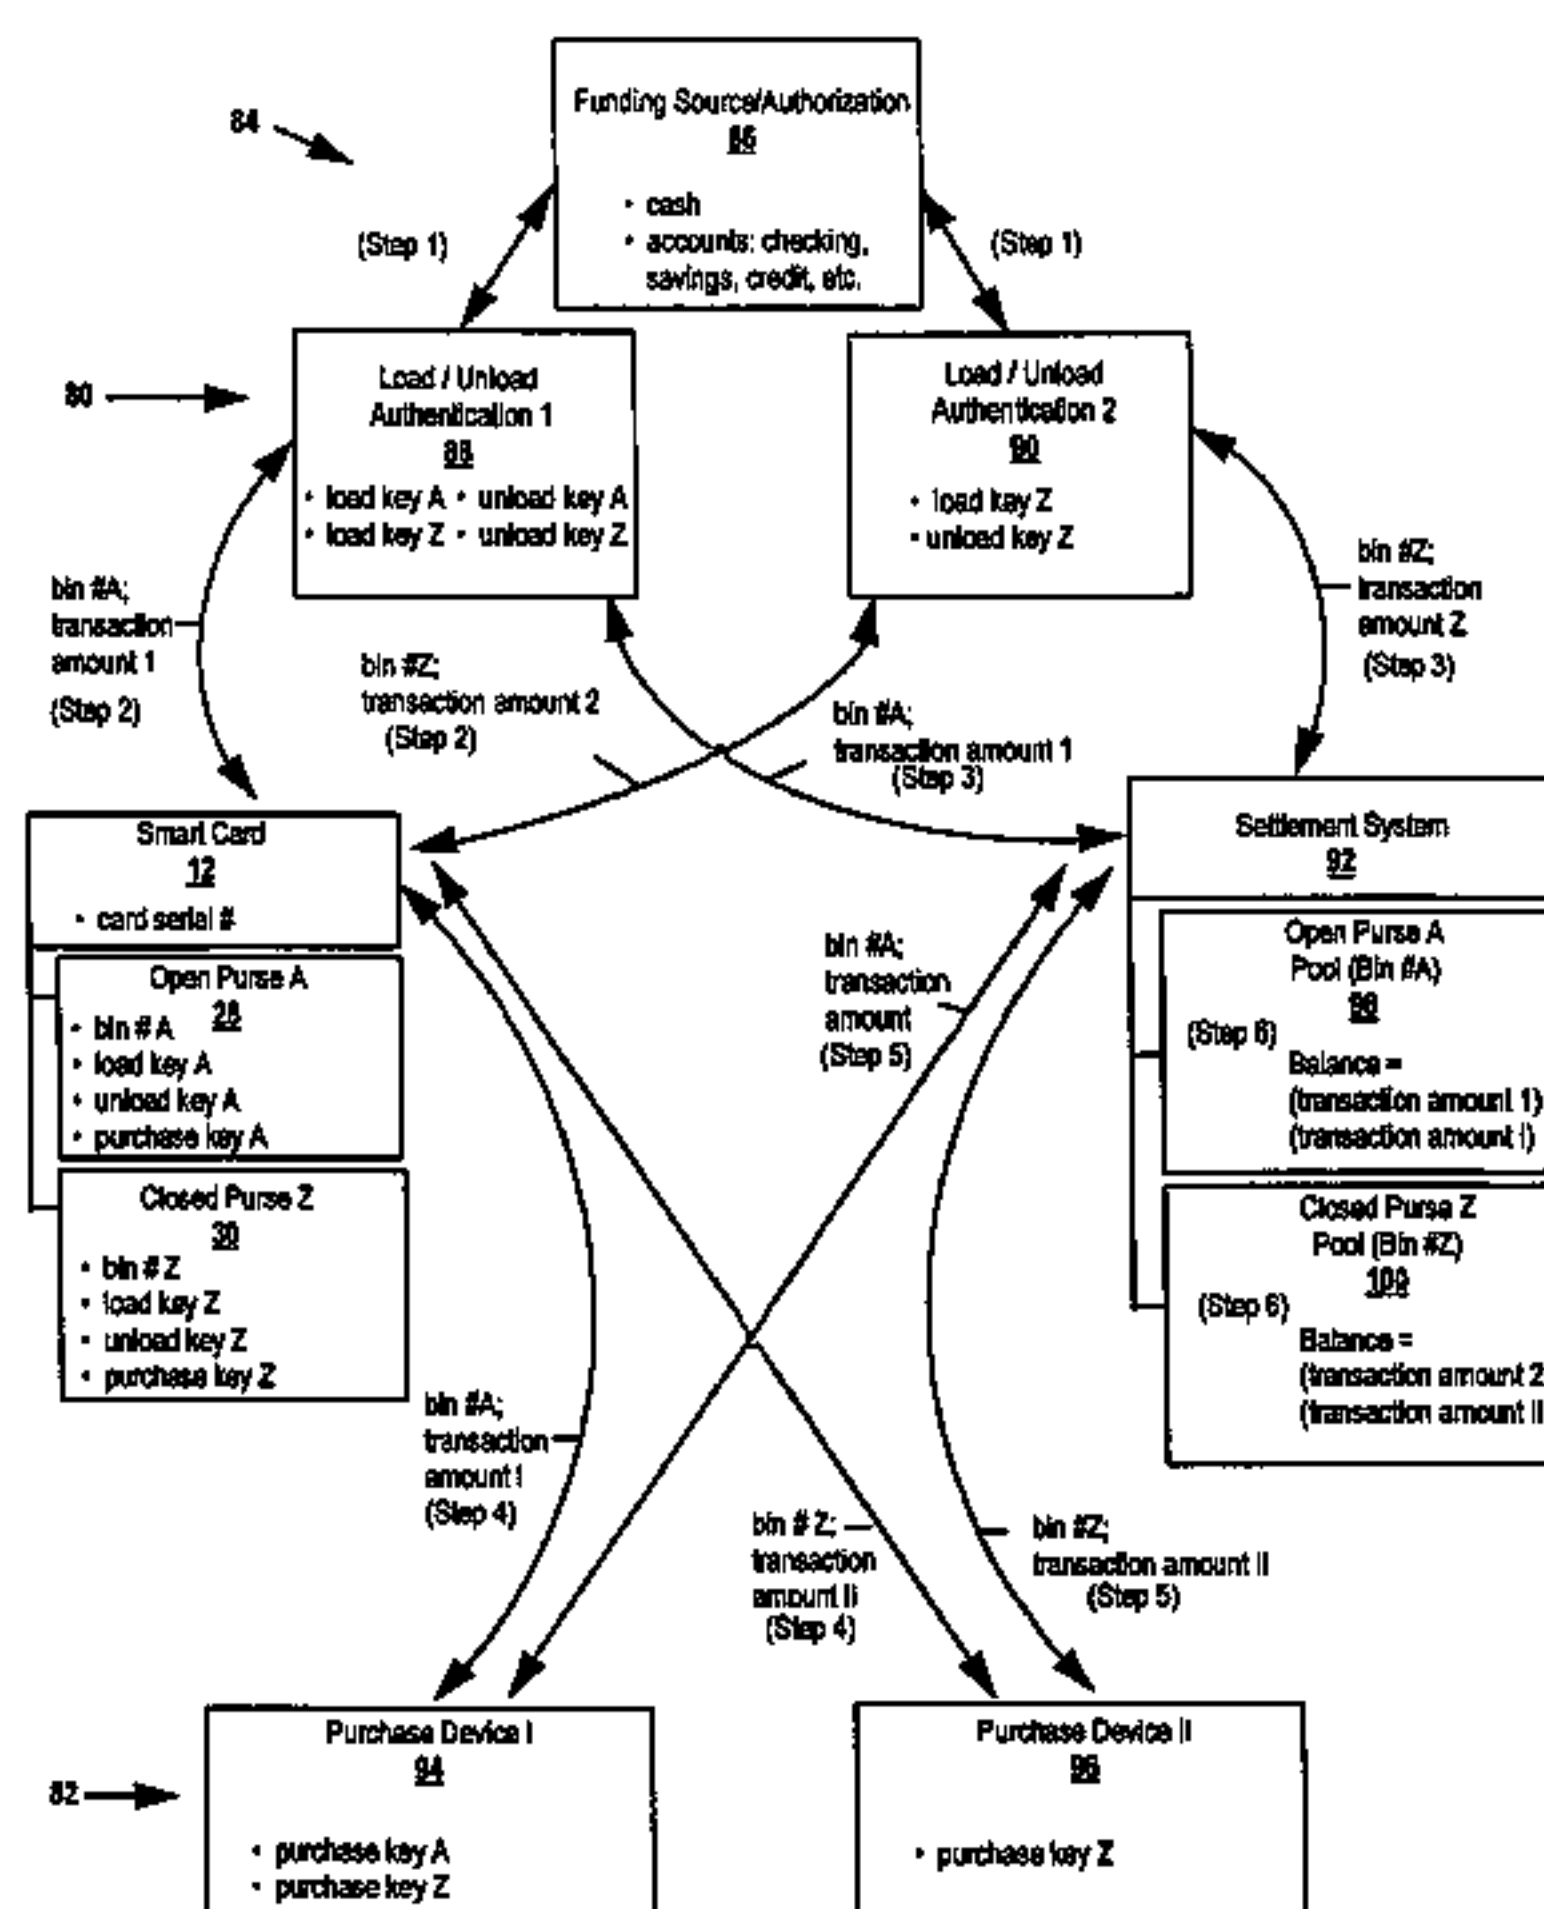 84
Funding Source/Authorization
86
• cash
• accounts: checking,
savings, credit, etc.
(Step 1)
(Step 1)
80
Load / Unload
Authentication 1
88
• load key A • unload key A
• load key Z • unload key Z
Load / Unload
Authentication 2
90
• load key Z
• unload key Z
bin #A;
transaction
amount 1
(Step 2)
bin #Z;
transaction amount 2
(Step 2)
bin #A;
transaction amount 1
(Step 3)
bin #Z;
transaction
amount Z
(Step 3)
Smart Card
12
• card serial #
Open Purse A
28
• bin # A
• load key A
• unload key A
• purchase key A
Closed Purse Z
30
• bin # Z
• load key Z
• unload key Z
• purchase key Z
Settlement System
92
Open Purse A
Pool (Bin #A)
98
(Step 6)
Balance =
(transaction amount 1)
(transaction amount I)
Closed Purse Z
Pool (Bin #Z)
100
(Step 6)
Balance =
(transaction amount 2
(transaction amount II
bin #A;
transaction
amount
(Step 5)
bin #A;
transaction
amount I
(Step 4)
bin # Z;
transaction
amount II
(Step 4)
bin #Z;
transaction amount II
(Step 5)
82
Purchase Device I
94
• purchase key A
• purchase key Z
Purchase Device II
96
• purchase key Z